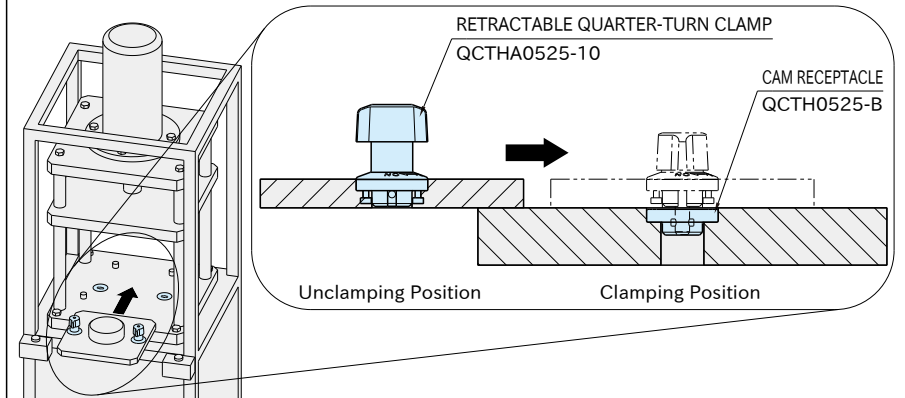 RETRACTABLE QUARTER-TURN CLAMP
QCTHA0525-10
CAM RECEPTACLE
QCTH0525-B
Unclamping Position
Clamping Position